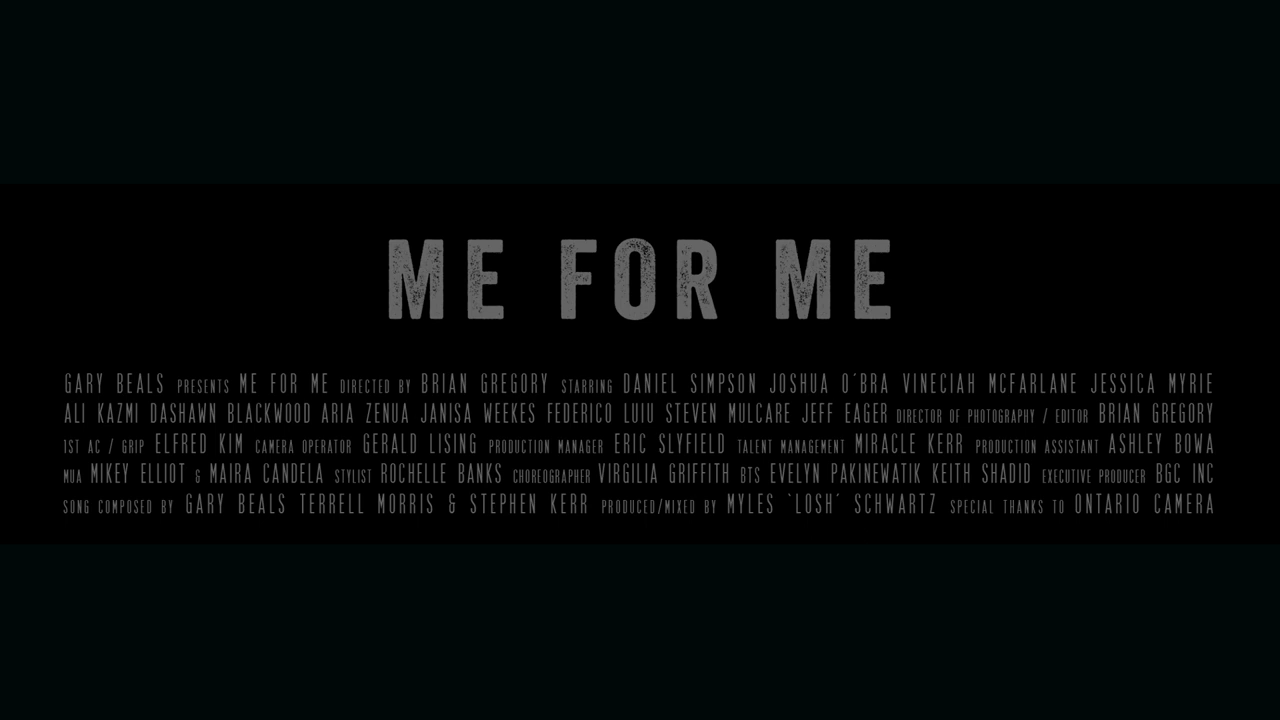 ME FOR ME
GARY BEALS PRESENTS ME FOR ME DIRECTED BY BRIAN GREGORY STARRING DANIEL SIMPSON JOSHUA O'BRA VINECIAH MCFARLANE JESSICA MYRIE
ALI KAZMI DASHAWN BLACKWOOD ARIA ZENUA JANISA WEEKES FEDERICO LUIU STEVEN MULCARE JEFF EAGER DIRECTOR OF PHOTOGRAPHY / EDITOR BRIAN GREGORY
1ST AC / GRIP ELFRED KIM CAMERA OPERATOR GERALD LISING PRODUCTION MANAGER ERIC SLYFIELD TALENT MANAGEMENT MIRACLE KERR PRODUCTION ASSISTANT ASHLEY BOWA
MUA MIKEY ELLIOT & MAIRA CANDELA STYLIST ROCHELLE BANKS CHOREOGRAPHER VIRGILIA GRIFFITH BTS EVELYN PAKINEWATIK KEITH SHADID EXECUTIVE PRODUCER BGC INC
SONG COMPOSED BY GARY BEALS TERRELL MORRIS & STEPHEN KERR PRODUCED/MIXED BY MYLES 'LOSH' SCHWARTZ SPECIAL THANKS TO ONTARIO CAMERA